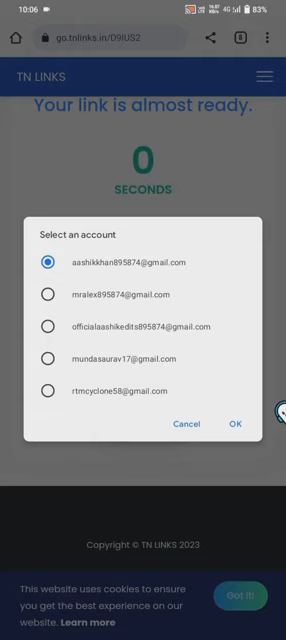 10:06
4G
83%
go.tnlinks.in/D9IUS2
8
TN LINKS
Your link is almost ready.
0
SECONDS
Select an account
aashikkhan895874@gmail.com
mralex895874@gmail.com
officialaashikedits895874@gmail.com
mundasaurav17@gmail.com
rtmcyclone58@gmail.com
Cancel
OK
Copyright © TN LINKS 2023
This website uses cookies to ensure
you get the best experience on our
website. Learn more
Got it!